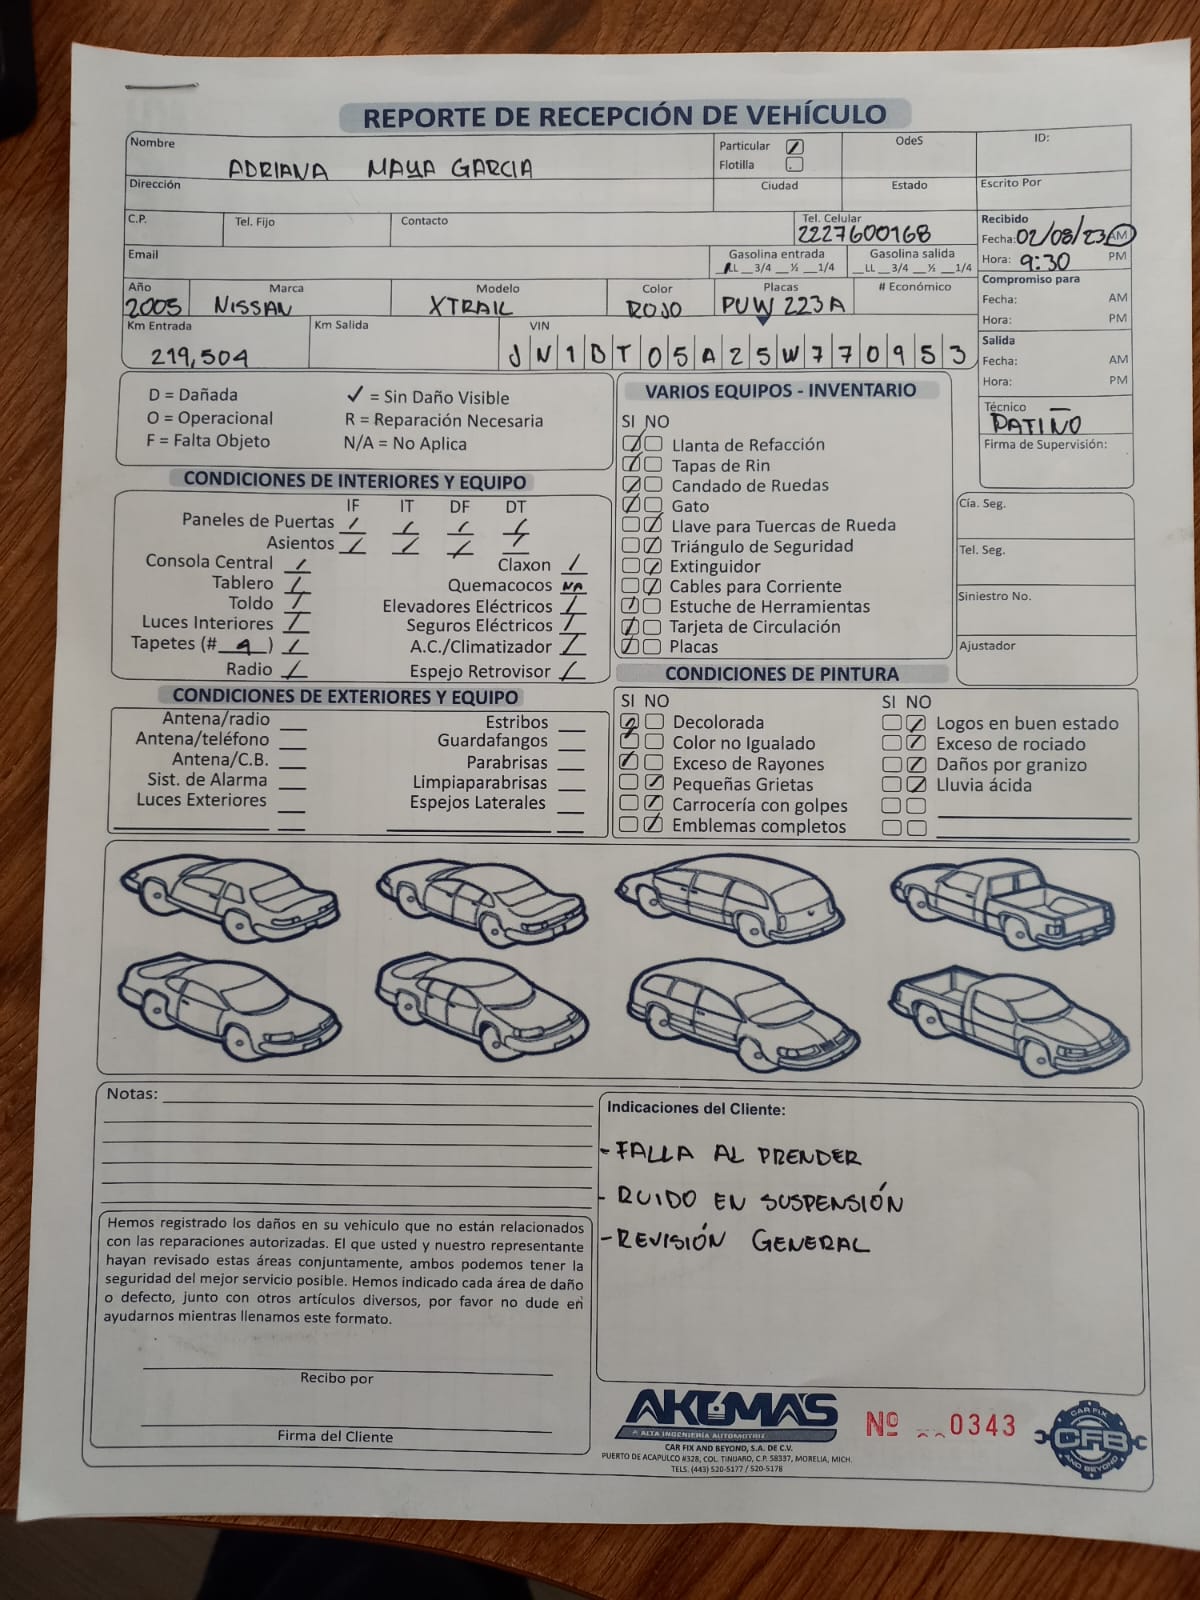 REPORTE DE RECEPCIÓN DE VEHÍCULO
Nombre
ADRIANA MAYA GARCIA
Particular
Flotilla
OdeS
ID:
Dirección
Ciudad
Estado
Escrito Por
C.P.
Tel. Fijo
Contacto
Tel. Celular
2227600168
Recibido
Fecha: 02/08/23 AM
Hora: 9:30 PM
Email
Gasolina entrada
LL __3/4 __½ __1/4
Gasolina salida
__LL __3/4 __½ __1/4
Compromiso para
Fecha: AM
Hora: PM
Año
2005
Marca
NISSAN
Modelo
XTRAIL
Color
ROJO
Placas
PUW 223A
# Económico
Km Entrada
219,504
Km Salida
VIN
JN1BT05A25W770953
Salida
Fecha: AM
Hora: PM
Técnico
PATIÑO
Firma de Supervisión:
D = Dañada
O = Operacional
F = Falta Objeto
✓ = Sin Daño Visible
R = Reparación Necesaria
N/A = No Aplica
VARIOS EQUIPOS - INVENTARIO
SI NO
Llanta de Refacción
Tapas de Rin
Candado de Ruedas
Gato
Llave para Tuercas de Rueda
Triángulo de Seguridad
Extinguidor
Cables para Corriente
Estuche de Herramientas
Tarjeta de Circulación
Placas
Cía. Seg.
Tel. Seg.
Siniestro No.
Ajustador
CONDICIONES DE INTERIORES Y EQUIPO
IF IT DF DT
Paneles de Puertas
Asientos
Consola Central
Tablero
Toldo
Luces Interiores
Tapetes (# 4 )
Radio
Claxon
Quemacocos NA
Elevadores Eléctricos
Seguros Eléctricos
A.C./Climatizador
Espejo Retrovisor
CONDICIONES DE EXTERIORES Y EQUIPO
Antena/radio
Antena/teléfono
Antena/C.B.
Sist. de Alarma
Luces Exteriores
Estribos
Guardafangos
Parabrisas
Limpiaparabrisas
Espejos Laterales
CONDICIONES DE PINTURA
SI NO
Decolorada
Color no Igualado
Exceso de Rayones
Pequeñas Grietas
Carrocería con golpes
Emblemas completos
SI NO
Logos en buen estado
Exceso de rociado
Daños por granizo
Lluvia ácida
Notas:
Indicaciones del Cliente:
- FALLA AL PRENDER
- RUIDO EN SUSPENSIÓN
- REVISIÓN GENERAL
Hemos registrado los daños en su vehiculo que no están relacionados
con las reparaciones autorizadas. El que usted y nuestro representante
hayan revisado estas áreas conjuntamente, ambos podemos tener la
seguridad del mejor servicio posible. Hemos indicado cada área de daño
o defecto, junto con otros artículos diversos, por favor no dude en
ayudarnos mientras llenamos este formato.
Recibo por
Firma del Cliente
AKTMA'S
ALTA INGENIERÍA AUTOMOTRIZ
CAR FIX AND BEYOND, S.A. DE C.V.
PUERTO DE ACAPULCO #328, COL. TINIJARO, C.P. 58337, MORELIA, MICH.
TELS. (443) 520-5177 / 520-5178
Nº 0343
CAR FIX
CFB
AND BEYOND